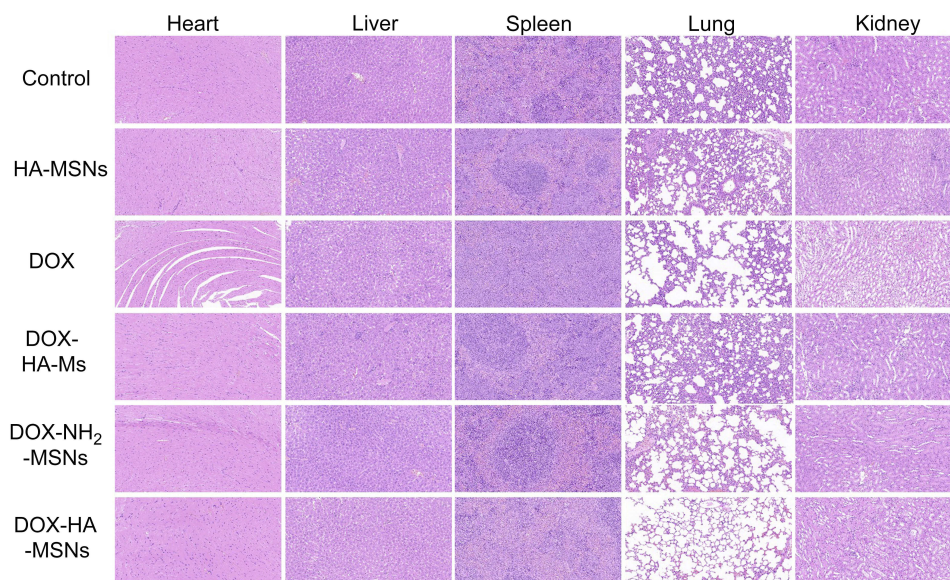 Heart Liver Spleen Lung Kidney
Control
HA-MSNs
DOX
DOX-
HA-Ms
DOX-NH₂
-MSNs
DOX-HA
-MSNs